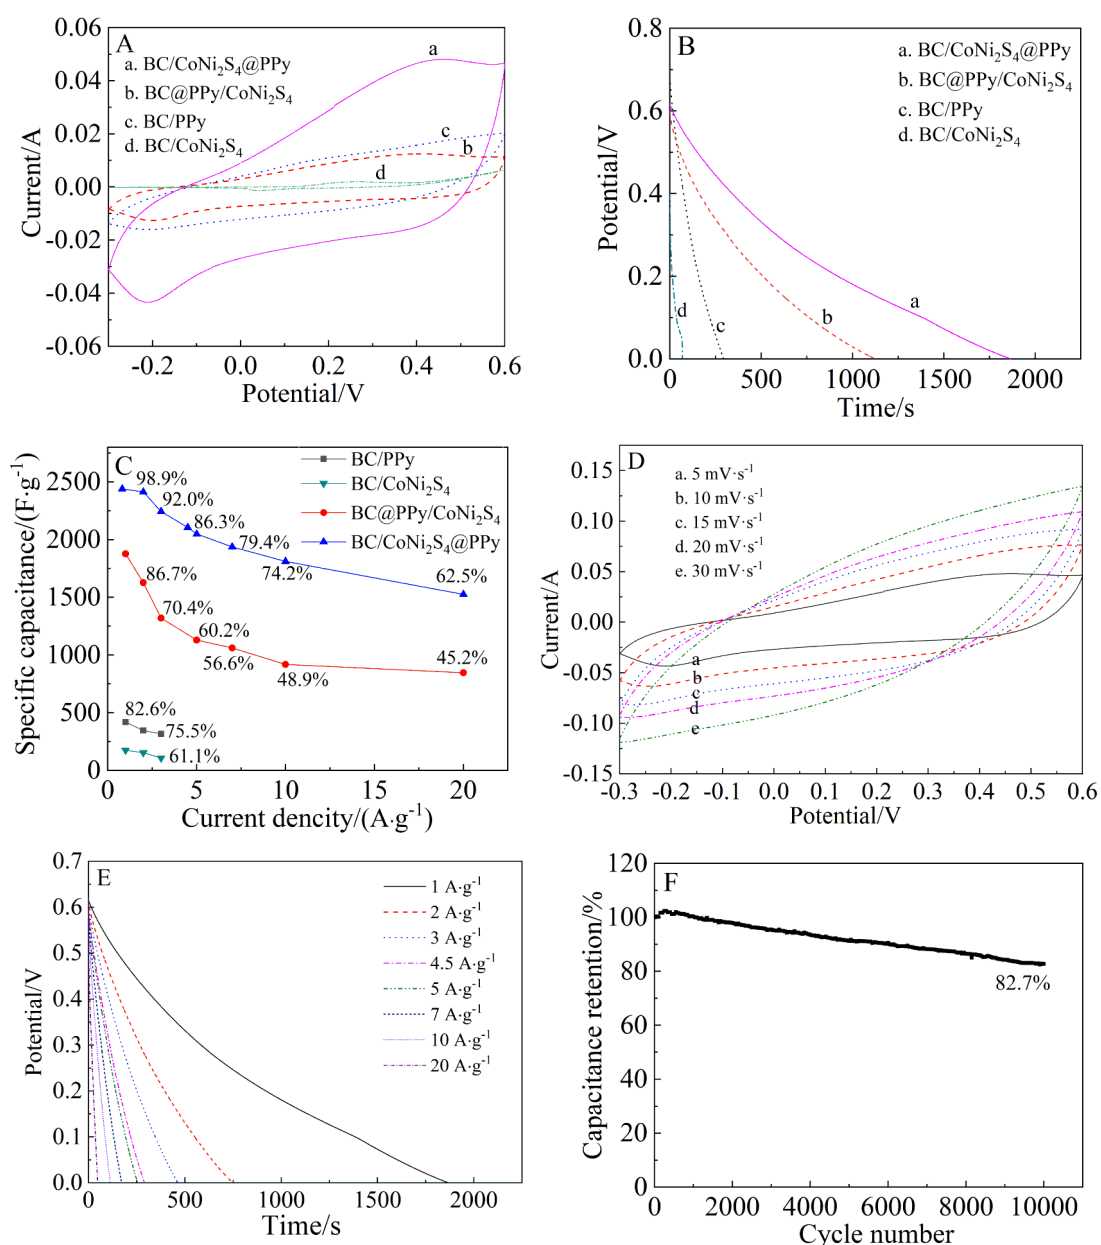 A
a. BC/CoNi₂S₄@PPy
b. BC@PPy/CoNi₂S₄
c. BC/PPy
d. BC/CoNi₂S₄
a
c
b
d
0.06
0.04
0.02
0.00
-0.02
-0.04
-0.06
Current/A
-0.2
0.0
0.2
0.4
0.6
Potential/V
B
a. BC/CoNi₂S₄@PPy
b. BC@PPy/CoNi₂S₄
c. BC/PPy
d. BC/CoNi₂S₄
a
b
c
d
0.8
0.6
0.4
0.2
0.0
Potential/V
0
500
1000
1500
2000
Time/s
C
BC/PPy
BC/CoNi₂S₄
BC@PPy/CoNi₂S₄
BC/CoNi₂S₄@PPy
98.9%
92.0%
86.3%
79.4%
74.2%
62.5%
86.7%
70.4%
60.2%
56.6%
48.9%
45.2%
82.6%
75.5%
61.1%
2500
2000
1500
1000
500
0
Specific capacitance/(F·g⁻¹)
0
5
10
15
20
Current dencity/(A·g⁻¹)
D
a. 5 mV·s⁻¹
b. 10 mV·s⁻¹
c. 15 mV·s⁻¹
d. 20 mV·s⁻¹
e. 30 mV·s⁻¹
a
b
c
d
e
0.15
0.10
0.05
0.00
-0.05
-0.10
-0.15
Current/A
-0.3
-0.2
-0.1
0.0
0.1
0.2
0.3
0.4
0.5
0.6
Potential/V
E
1 A·g⁻¹
2 A·g⁻¹
3 A·g⁻¹
4.5 A·g⁻¹
5 A·g⁻¹
7 A·g⁻¹
10 A·g⁻¹
20 A·g⁻¹
0.7
0.6
0.5
0.4
0.3
0.2
0.1
0.0
Potential/V
0
500
1000
1500
2000
Time/s
F
82.7%
120
100
80
60
40
20
0
Capacitance retention/%
0
2000
4000
6000
8000
10000
Cycle number